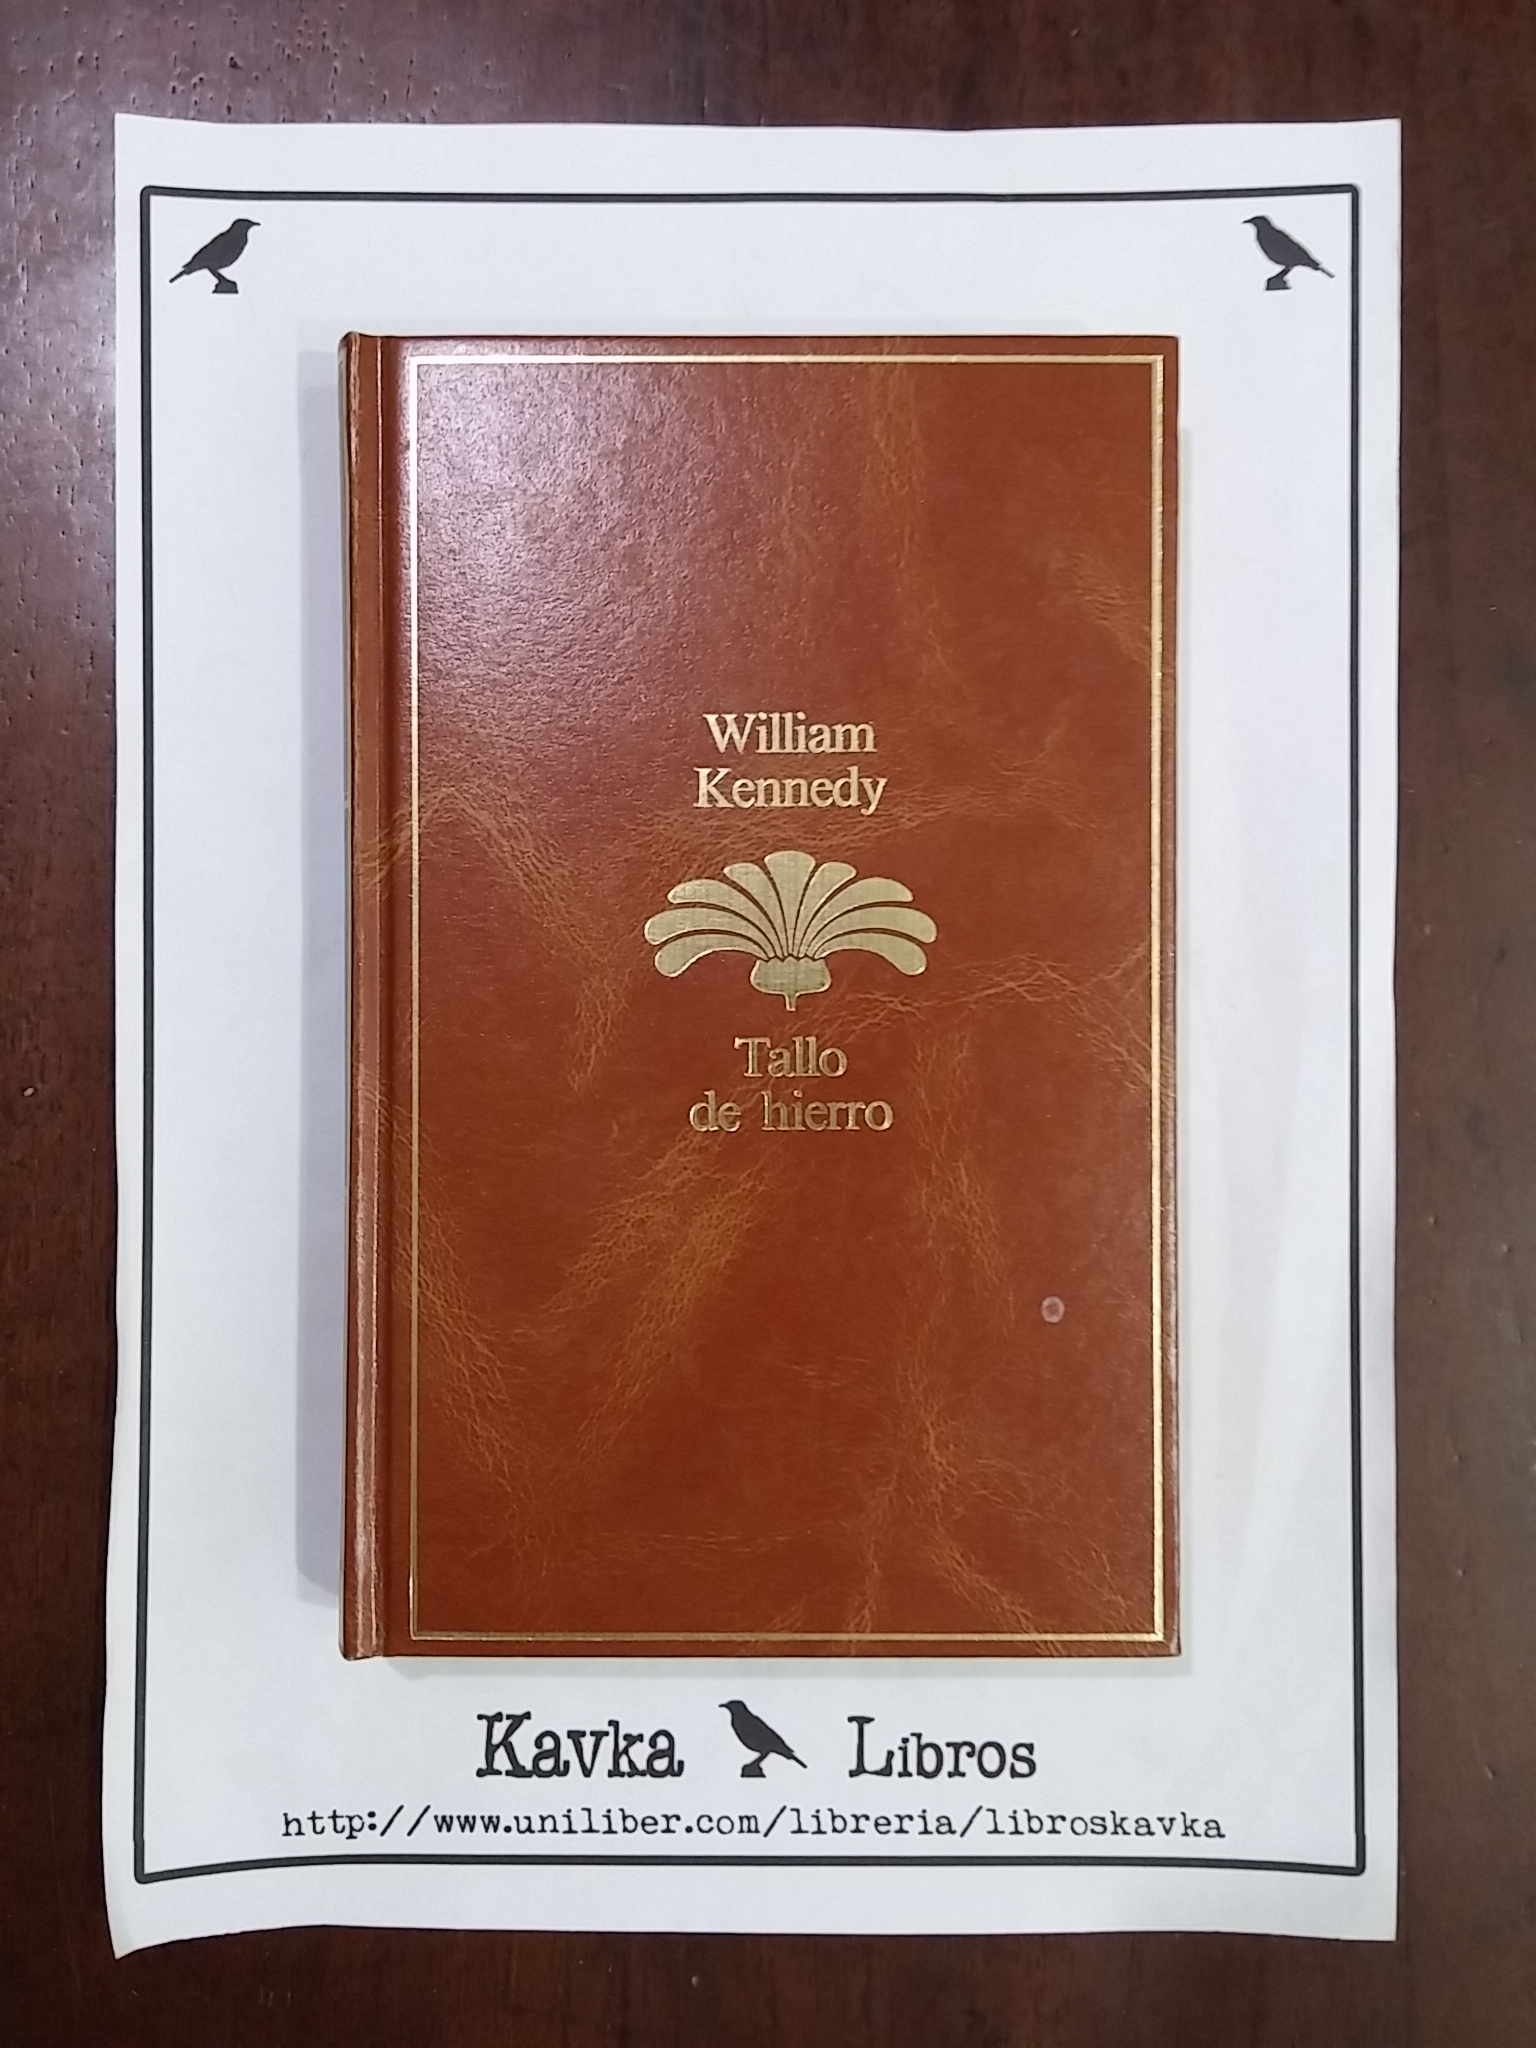 William
Kennedy
Tallo
de hierro
Kavka Libros
http://www.uniliber.com/libreria/libroskavka